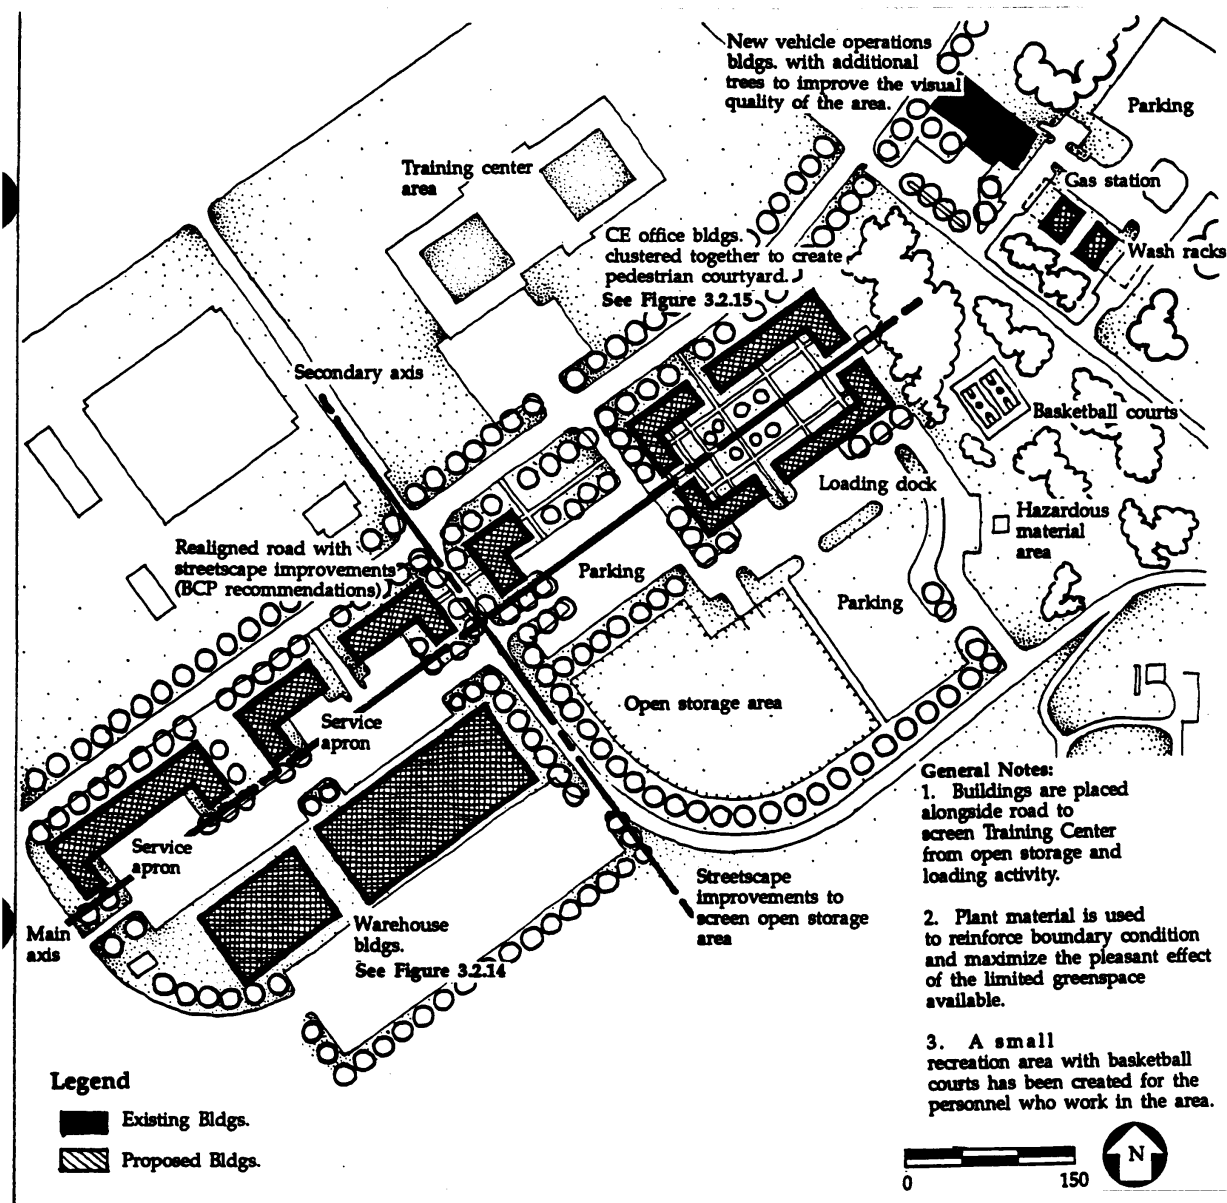 New vehicle operations
bldgs. with additional
trees to improve the visual
quality of the area.
Parking
Training center
area
Gas station
CE office bldgs.
clustered together to create
pedestrian courtyard.
See Figure 3.2.15
Wash racks
Secondary axis
Basketball courts
Loading dock
Hazardous
material
area
Realigned road with
streetscape improvements
(BCP recommendations)
Parking
Parking
Open storage area
Service
apron
General Notes:
1. Buildings are placed
alongside road to
screen Training Center
from open storage and
loading activity.
Service
apron
Streetscape
improvements to
screen open storage
area
2. Plant material is used
to reinforce boundary condition
and maximize the pleasant effect
of the limited greenspace
available.
Main
axis
Warehouse
bldgs.
See Figure 3.2.14
3. A small
recreation area with basketball
courts has been created for the
personnel who work in the area.
Legend
Existing Bldgs.
Proposed Bldgs.
N
0 150